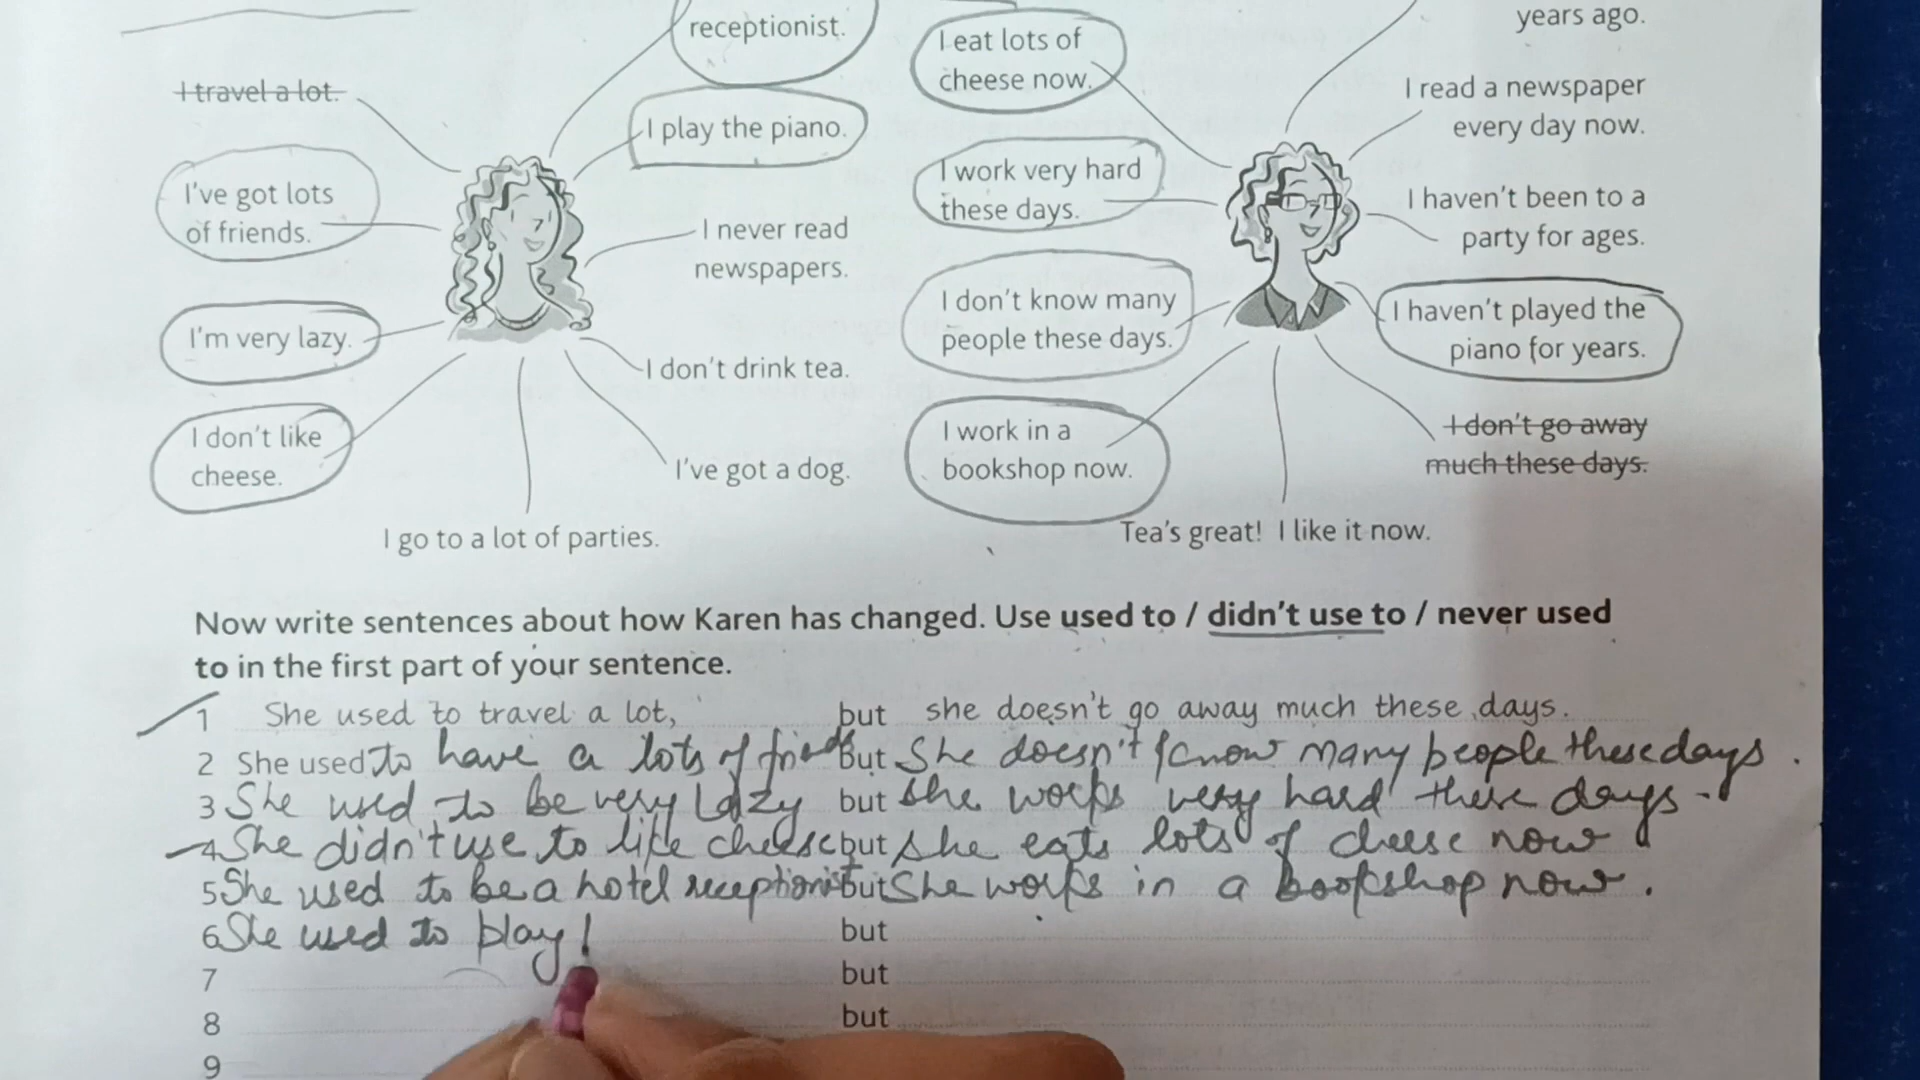 receptionist.
I eat lots of
cheese now.
years ago.
I travel a lot.
I play the piano.
I read a newspaper
every day now.
I've got lots
of friends.
I work very hard
these days.
I never read
newspapers.
I haven't been to a
party for ages.
I'm very lazy.
I don't know many
people these days.
I haven't played the
piano for years.
I don't drink tea.
I don't like
cheese.
I work in a
bookshop now.
I don't go away
much these days.
I've got a dog.
I go to a lot of parties.
Tea's great! I like it now.
Now write sentences about how Karen has changed. Use used to / didn't use to / never used
to in the first part of your sentence.
1 She used to travel a lot, but she doesn't go away much these days.
2 She used to have a lots of friends but She doesn't know many people these days.
3 She used to be very lazy but she works very hard these days.
4 She didn't use to like cheese but she eats lots of cheese now
5 She used to be a hotel receptionist but She works in a bookshop now.
6 She used to play but
7 but
8 but
9